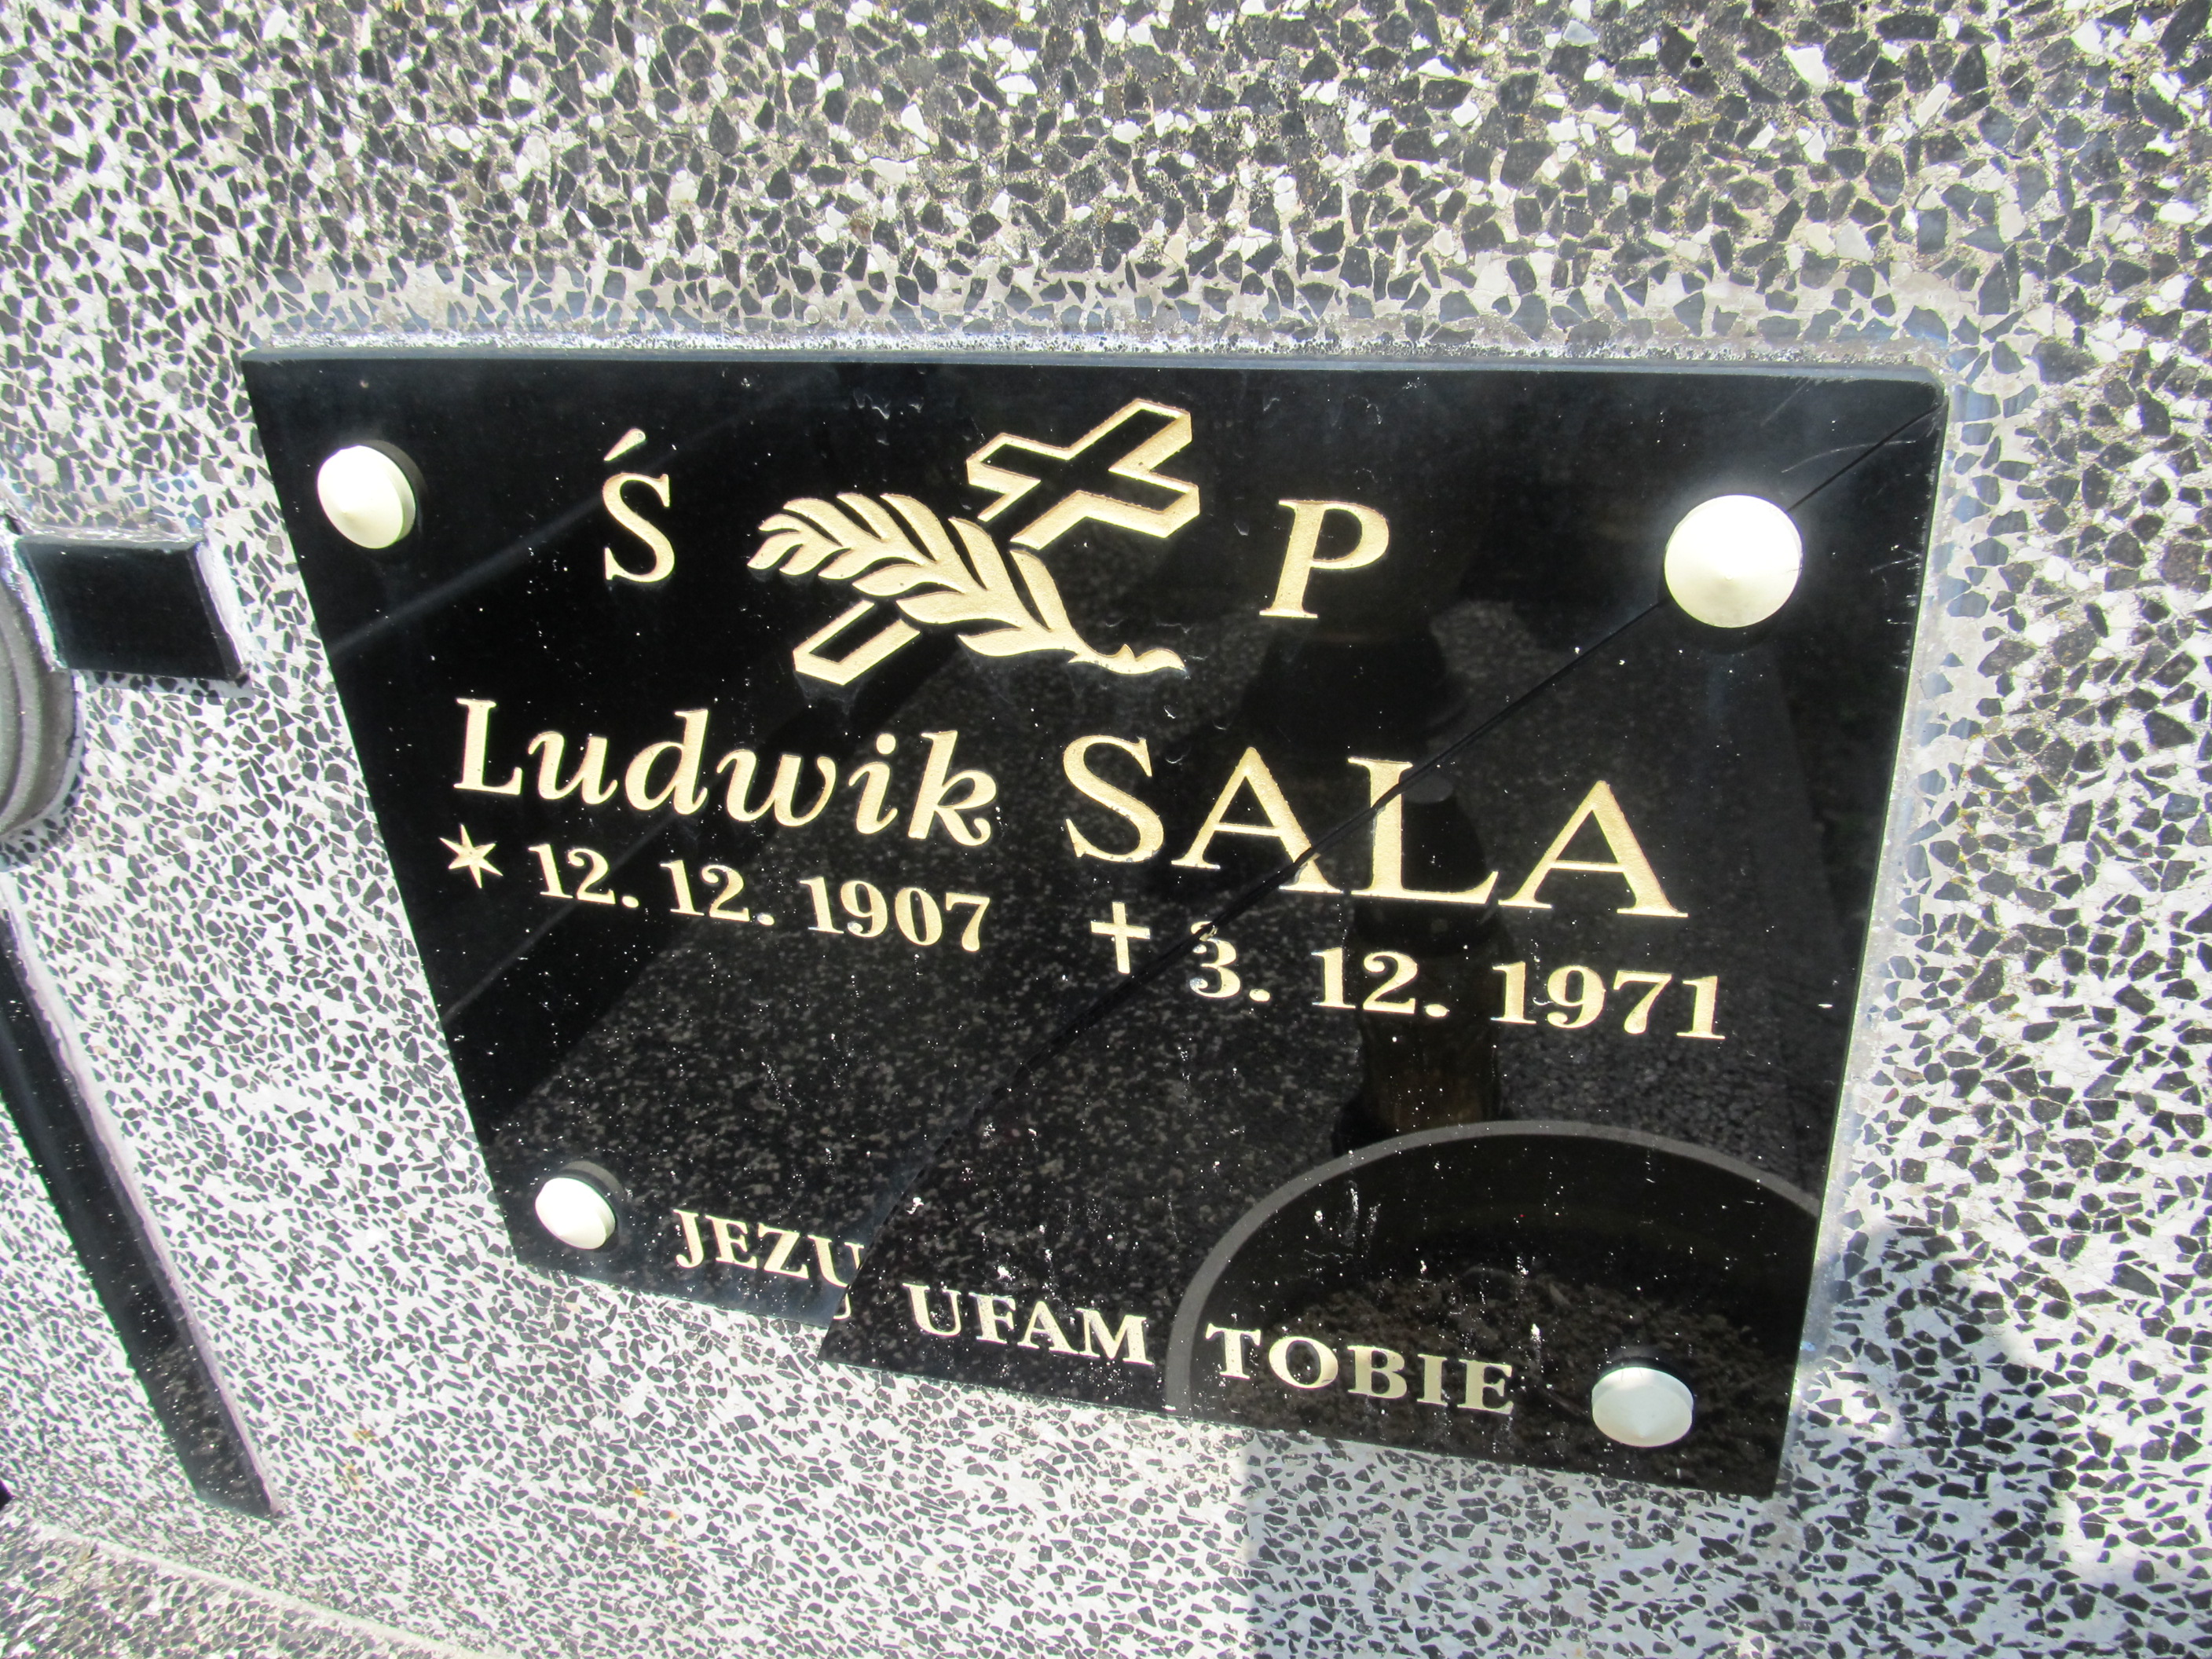 Ś P
Ludwik SALA
* 12. 12. 1907 + 3. 12. 1971
JEZU UFAM TOBIE